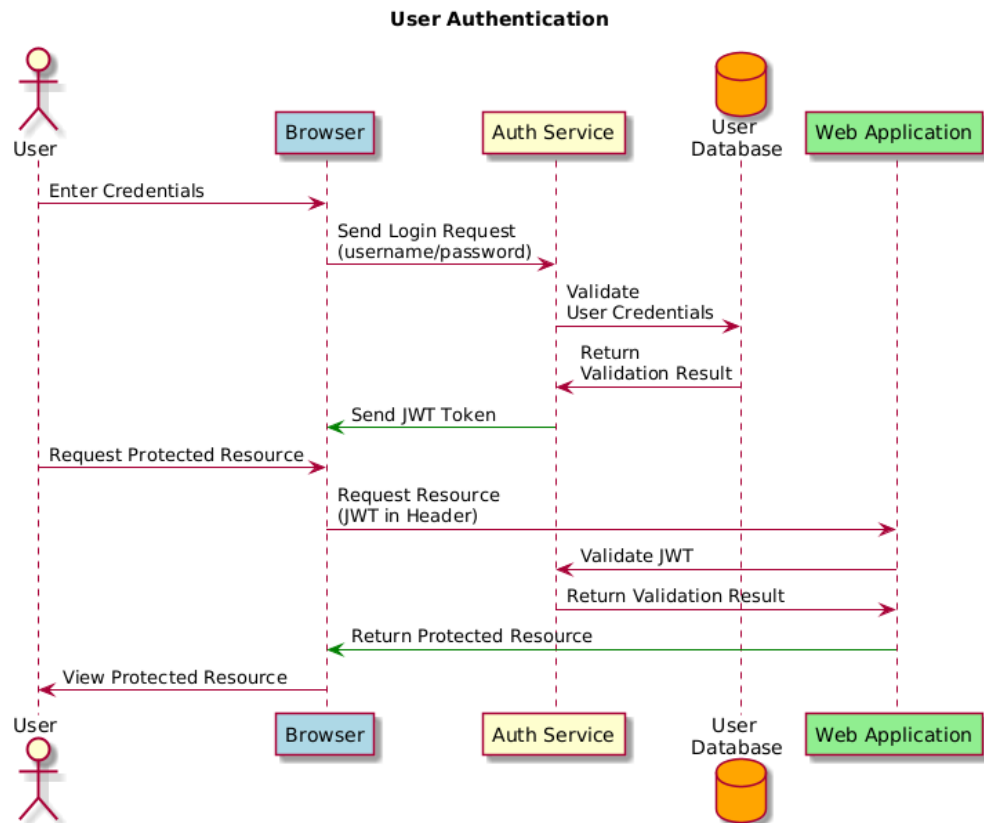 User Authentication
User
Browser
Auth Service
User
Database
Web Application
Enter Credentials
Send Login Request
(username/password)
Validate
User Credentials
Return
Validation Result
Send JWT Token
Request Protected Resource
Request Resource
(JWT in Header)
Validate JWT
Return Validation Result
Return Protected Resource
View Protected Resource
User
Browser
Auth Service
User
Database
Web Application